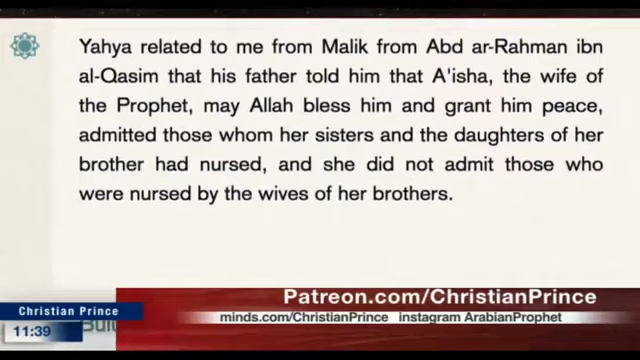 Yahya related to me from Malik from Abd ar-Rahman ibn
al-Qasim that his father told him that A'isha, the wife of
the Prophet, may Allah bless him and grant him peace,
admitted those whom her sisters and the daughters of her
brother had nursed, and she did not admit those who
were nursed by the wives of her brothers.
Patreon.com/ChristianPrince
Christian Prince
minds.com/ChristianPrince instagram ArabianProphet
11:39